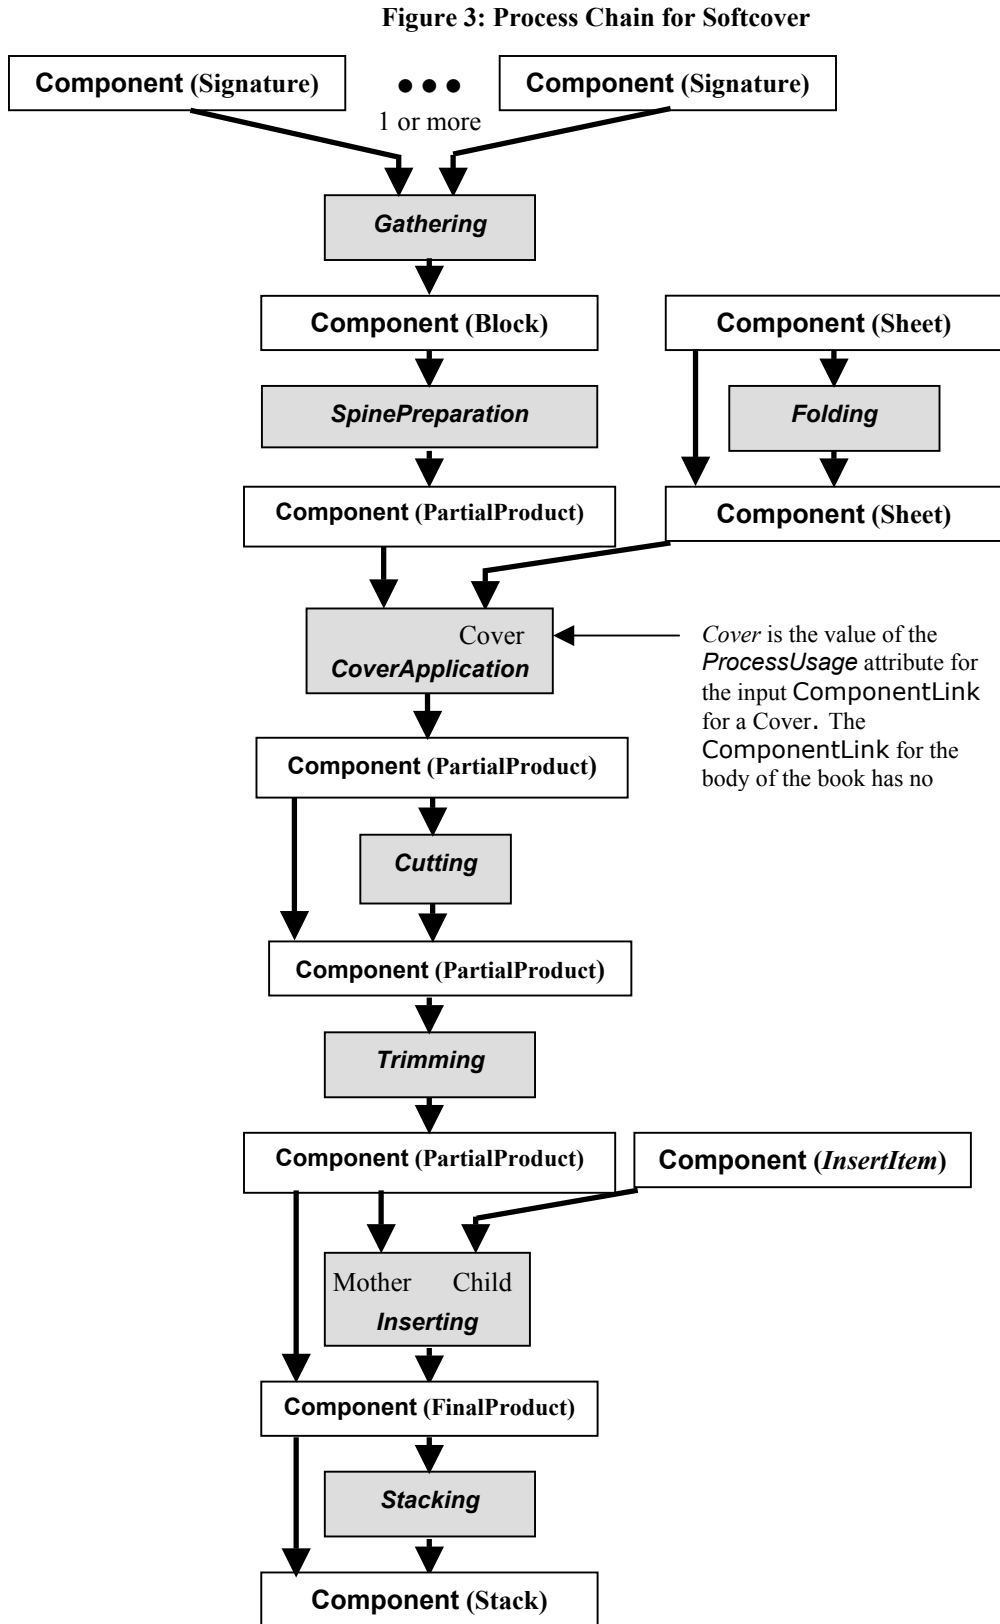 Figure 3: Process Chain for Softcover
Component (Signature)
Component (Signature)
1 or more
Gathering
Component (Block)
Component (Sheet)
SpinePreparation
Folding
Component (PartialProduct)
Component (Sheet)
Cover
CoverApplication
Cover is the value of the
ProcessUsage attribute for
the input ComponentLink
for a Cover. The
ComponentLink for the
body of the book has no
Component (PartialProduct)
Cutting
Component (PartialProduct)
Trimming
Component (PartialProduct)
Component (InsertItem)
Mother Child
Inserting
Component (FinalProduct)
Stacking
Component (Stack)